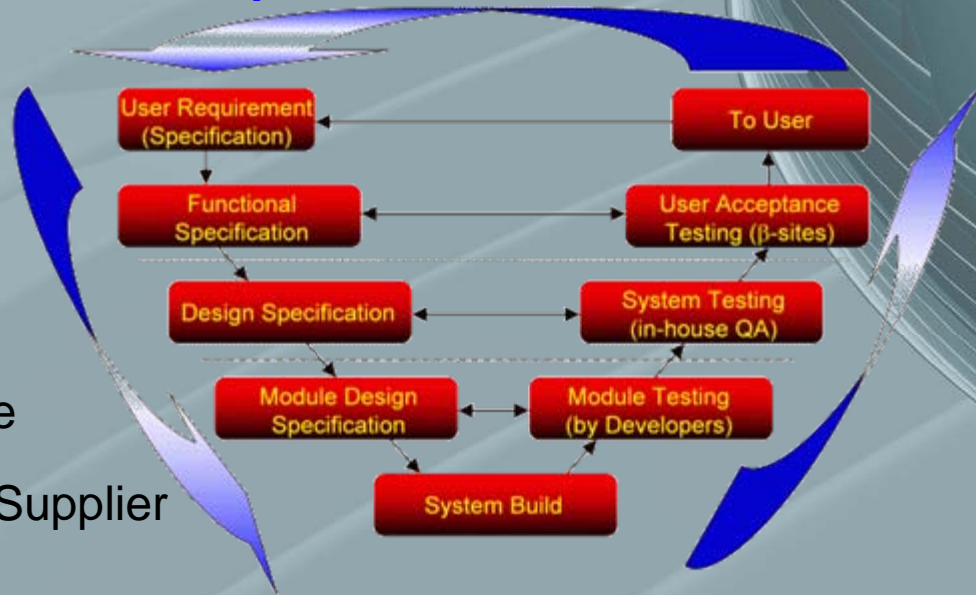 User Requirement
(Specification)
To User
Functional
Specification
User Acceptance
Testing (β-sites)
Design Specification
System Testing
(in-house QA)
Module Design
Specification
Module Testing
(by Developers)
Supplier
System Build